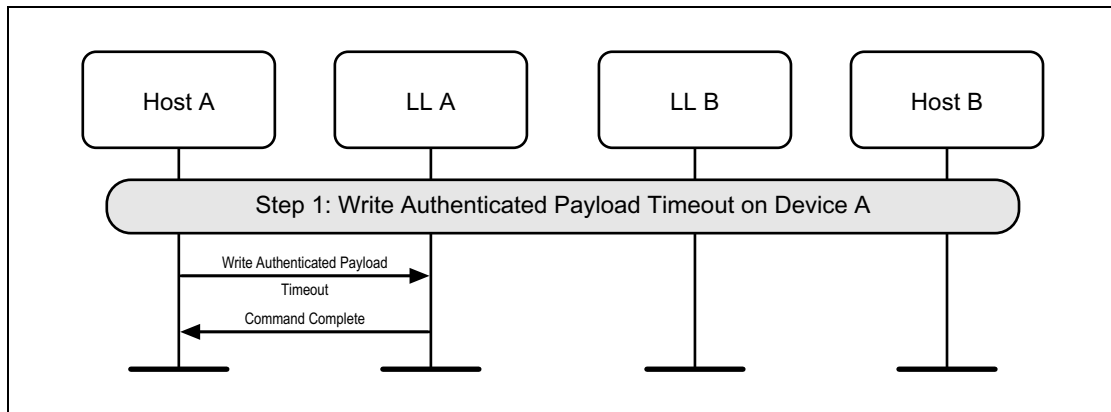 Host A
LL A
LL B
Host B
Step 1: Write Authenticated Payload Timeout on Device A
Write Authenticated Payload
Timeout
Command Complete